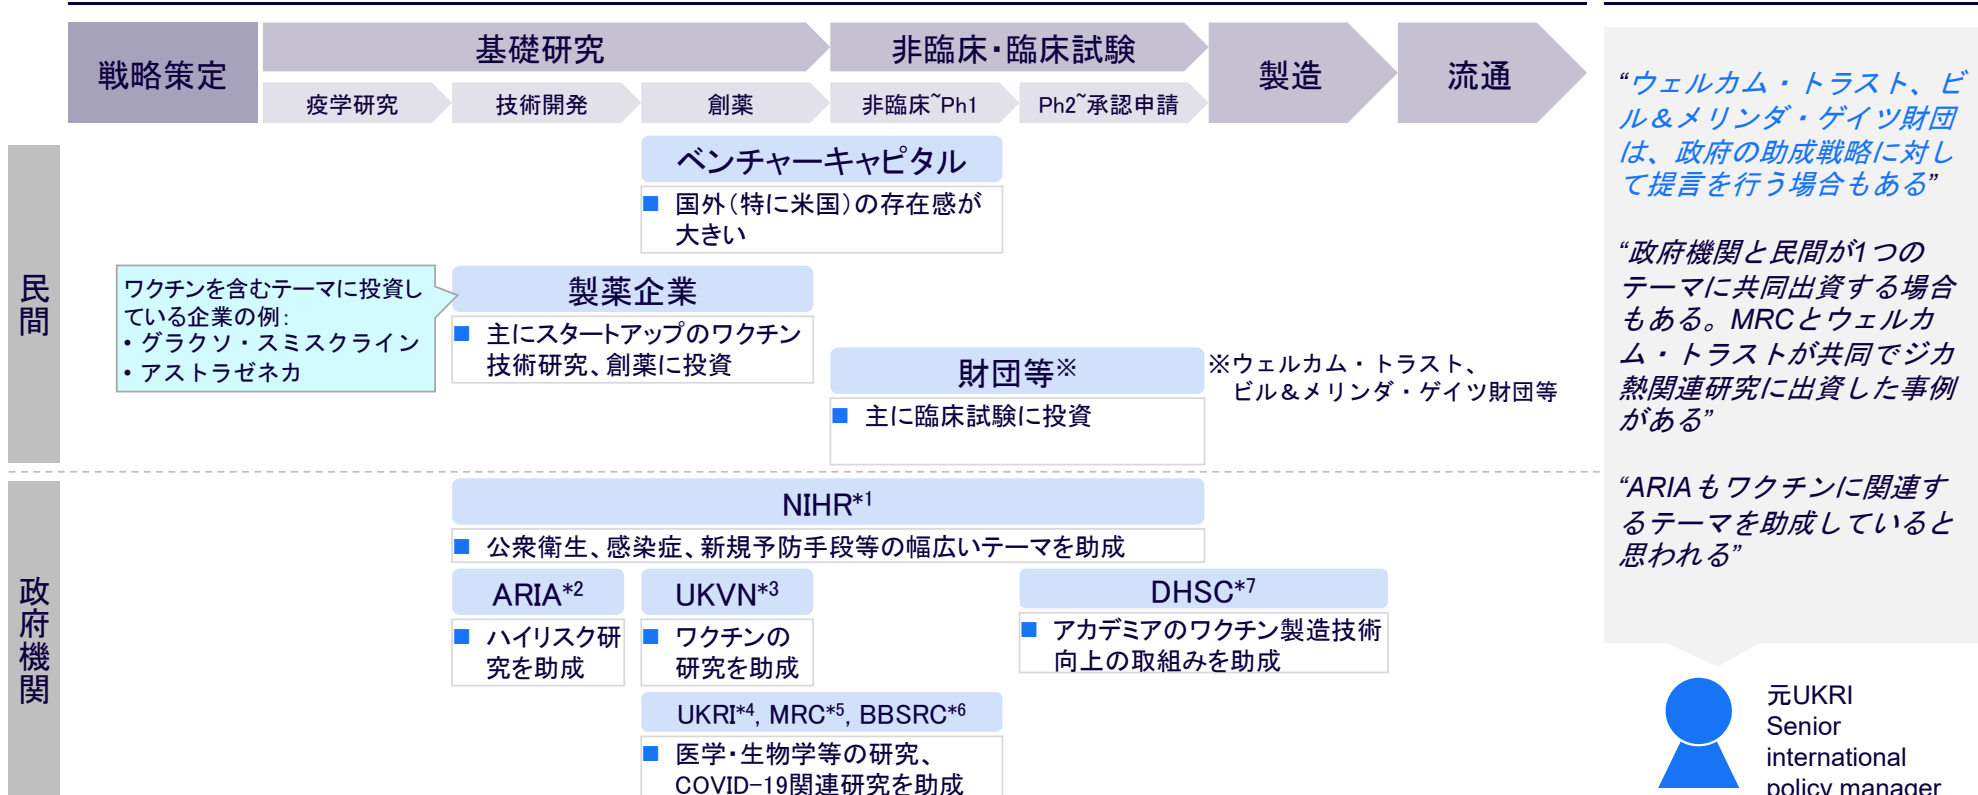 戦略策定
基礎研究
非臨床・臨床試験
製造
流通
疫学研究
技術開発
創薬
非臨床~Ph1
Ph2~承認申請
民間
ベンチャーキャピタル
■ 国外（特に米国）の存在感が
大きい
ワクチンを含むテーマに投資し
ている企業の例：
• グラクソ・スミスクライン
• アストラゼネカ
製薬企業
■ 主にスタートアップのワクチン
技術研究、創薬に投資
財団等※
■ 主に臨床試験に投資
※ウェルカム・トラスト、
ビル＆メリンダ・ゲイツ財団等
政府機関
NIHR*1
■ 公衆衛生、感染症、新規予防手段等の幅広いテーマを助成
ARIA*2
■ ハイリスク研
究を助成
UKVN*3
■ ワクチンの
研究を助成
DHSC*7
■ アカデミアのワクチン製造技術
向上の取組みを助成
UKRI*4, MRC*5, BBSRC*6
■ 医学・生物学等の研究、
COVID-19関連研究を助成
“ウェルカム・トラスト、ビ
ル＆メリンダ・ゲイツ財団
は、政府の助成戦略に対し
て提言を行う場合もある”
“政府機関と民間が1つの
テーマに共同出資する場合
もある。MRCとウェルカ
ム・トラストが共同でジカ
熱関連研究に出資した事例
がある”
“ARIAもワクチンに関連す
るテーマを助成していると
思われる”
元UKRI
Senior
international
policy manager